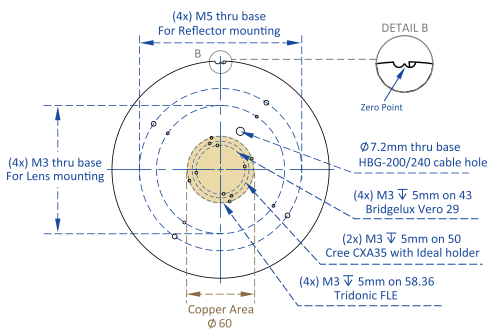 (4x) M5 thru base
For Reflector mounting
DETAIL B
B
Zero Point
(4x) M3 thru base
For Lens mounting
Ø7.2mm thru base
HBG-200/240 cable hole
(4x) M3 ↧ 5mm on 43
Bridgelux Vero 29
(2x) M3 ↧ 5mm on 50
Cree CXA35 with Ideal holder
(4x) M3 ↧ 5mm on 58.36
Tridonic FLE
Copper Area
Ø 60